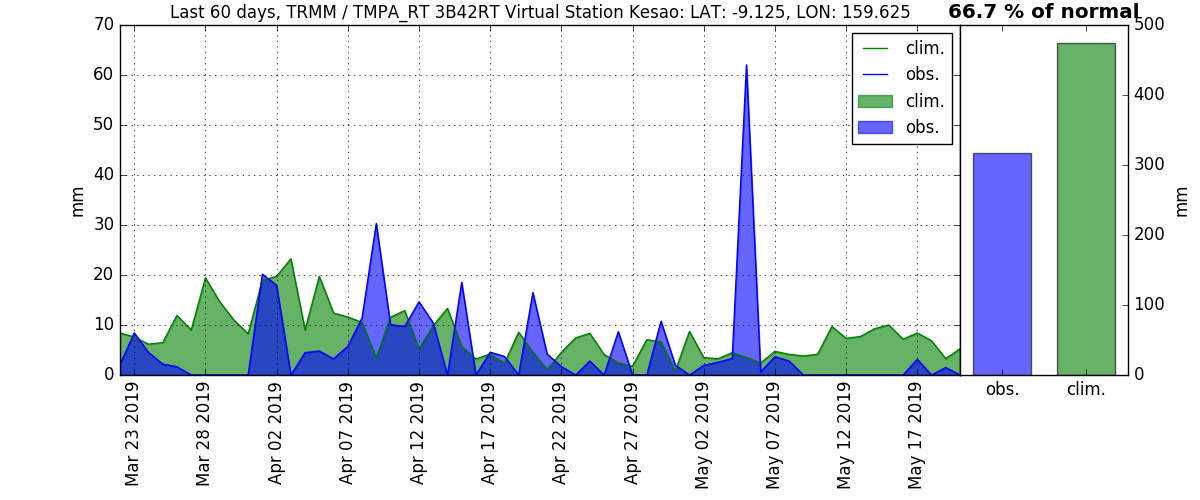 Last 60 days, TRMM / TMPA_RT 3B42RT Virtual Station Kesao: LAT: -9.125, LON: 159.625
66.7 % of normal
70
60
50
40
30
20
10
0
mm
clim.
obs.
clim.
obs.
500
400
300
200
100
0
mm
obs.
clim.
Mar 23 2019
Mar 28 2019
Apr 02 2019
Apr 07 2019
Apr 12 2019
Apr 17 2019
Apr 22 2019
Apr 27 2019
May 02 2019
May 07 2019
May 12 2019
May 17 2019